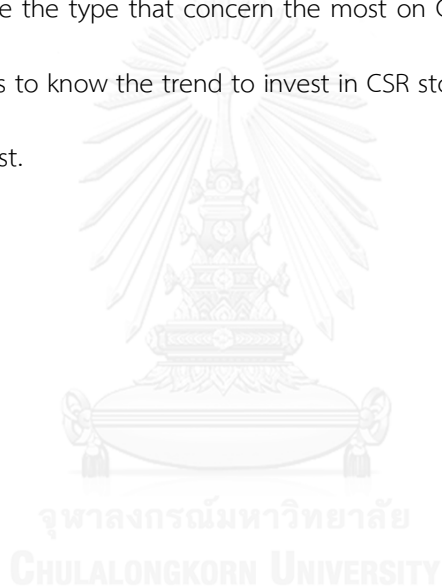 e the type that concern the most on
s to know the trend to invest in CSR
st.
จุฬาลงกรณ์มหาวิทยาลัย
CHULALONGKORN UNIVERSITY